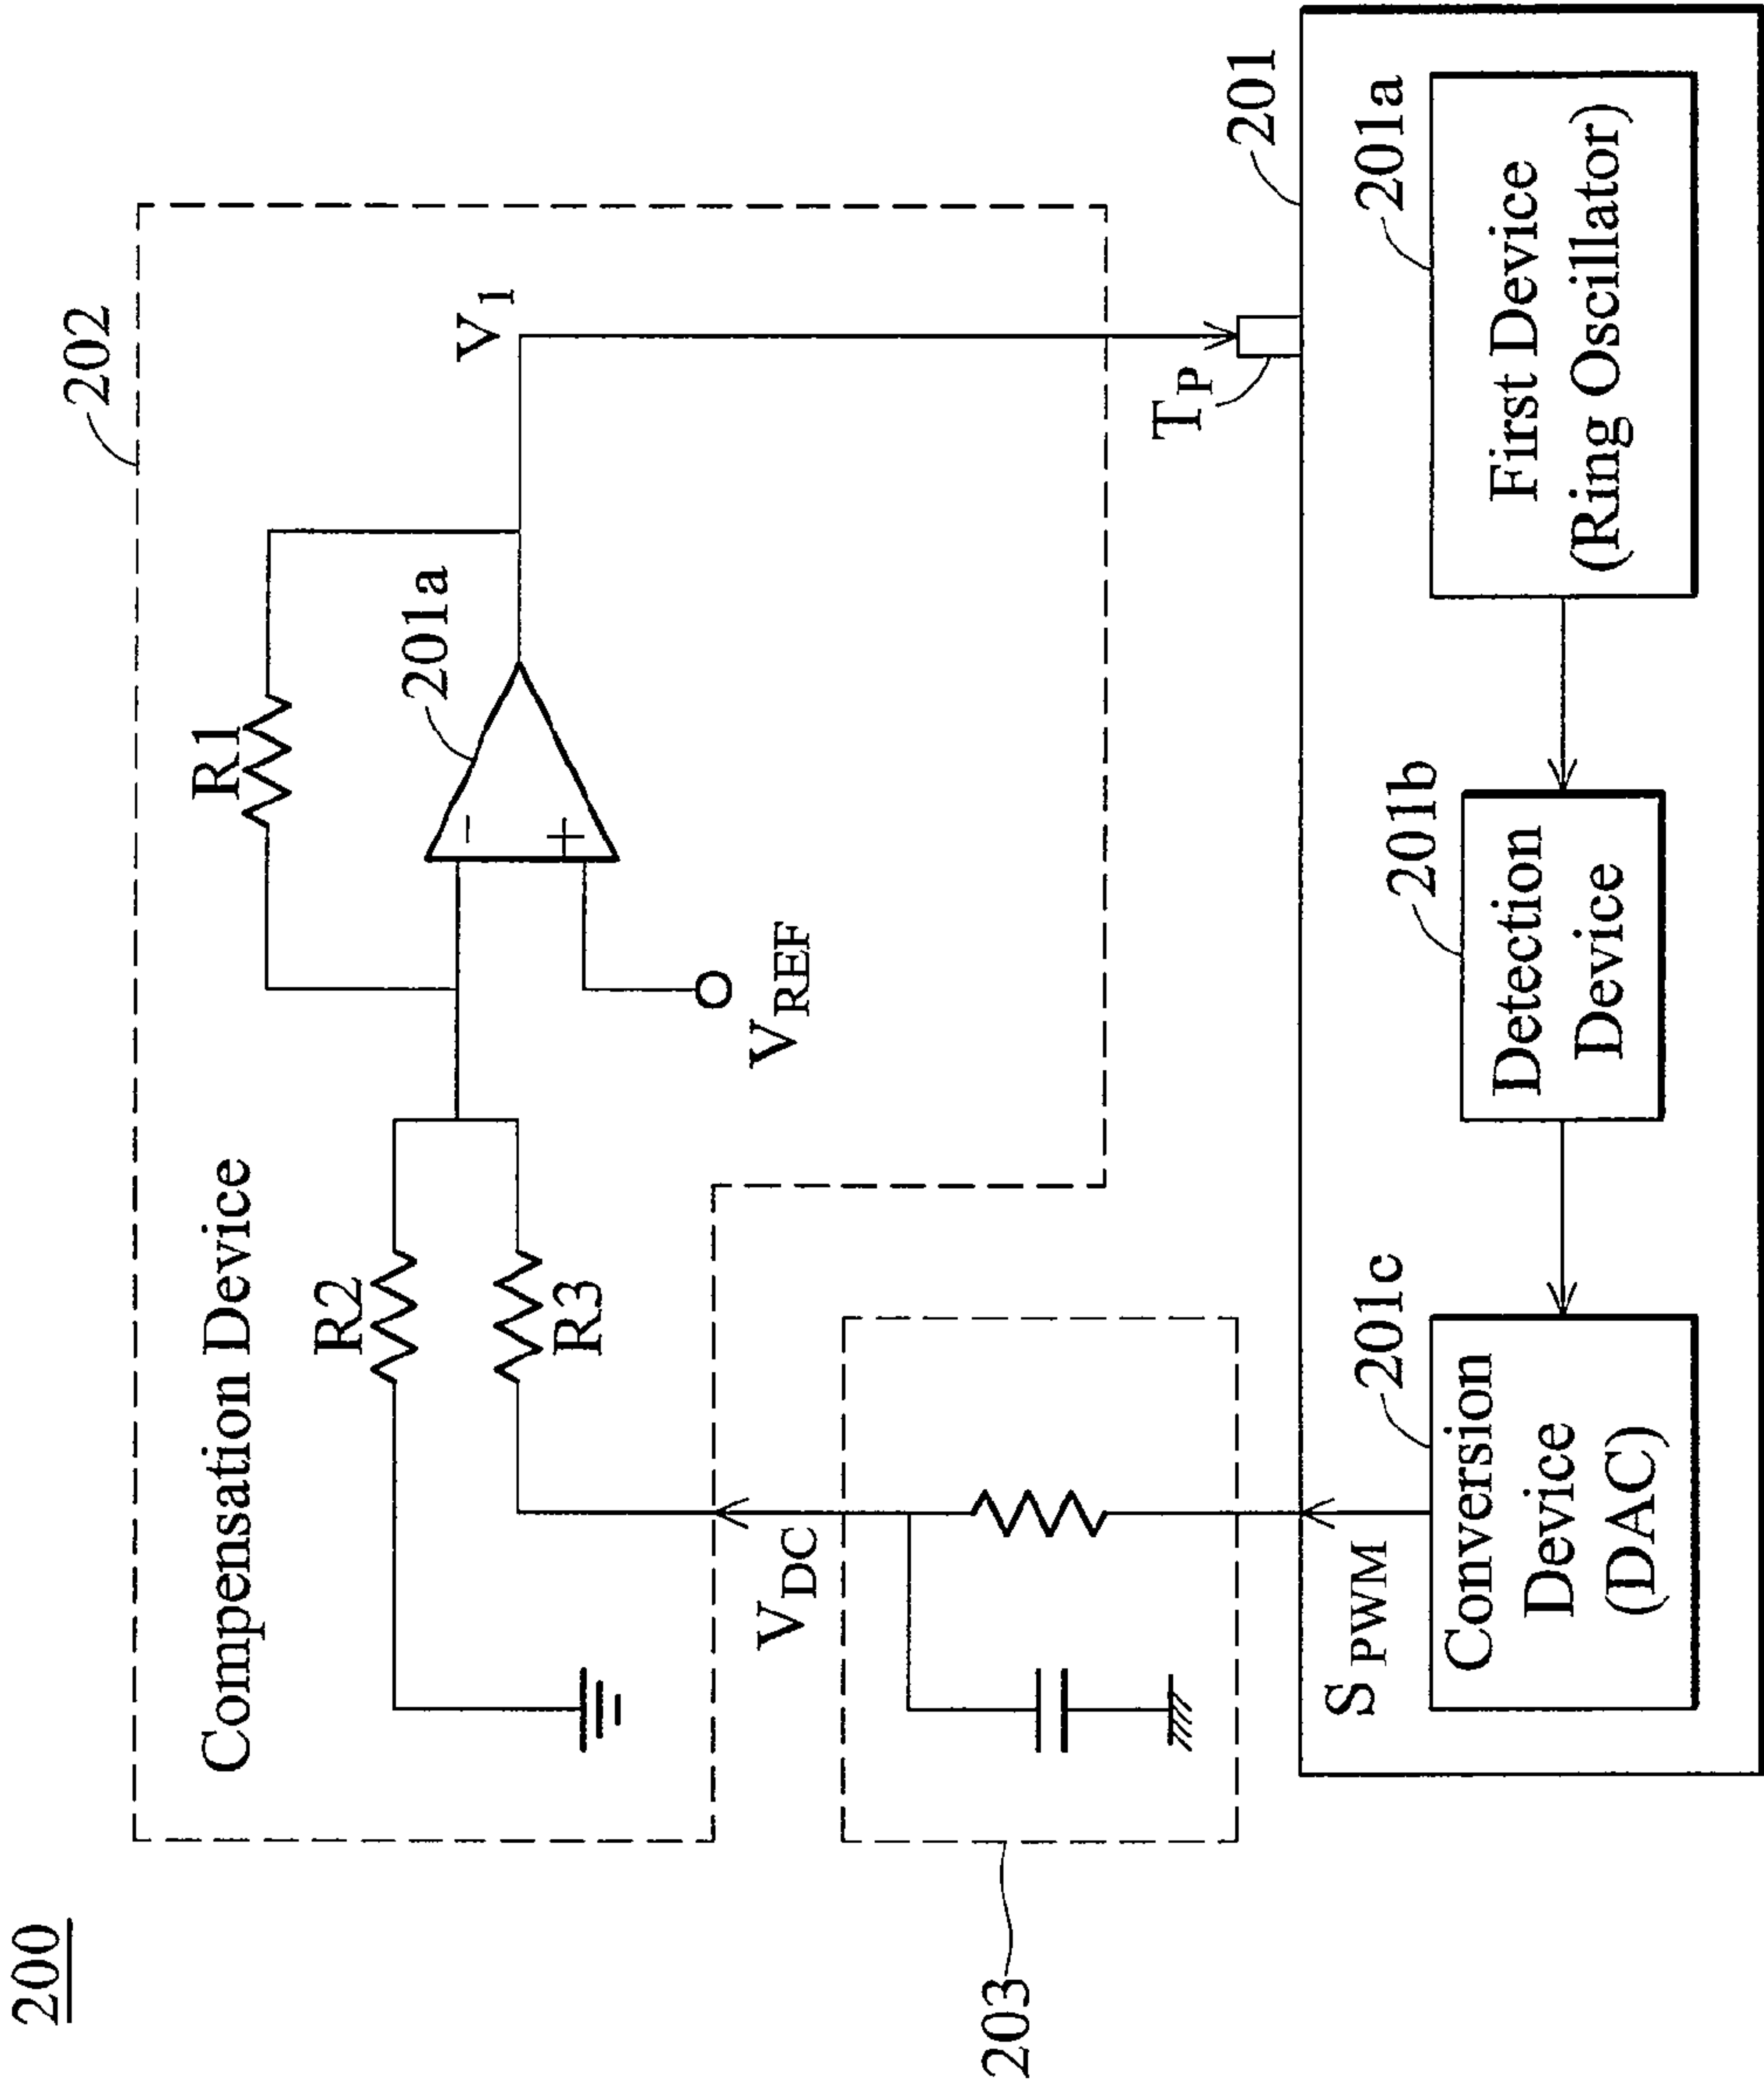 200
202
Compensation Device
R1
R2
R3
201a
−
+
V1
VREF
VDC
TP
203
201
SPWM
201c
Conversion
Device
(DAC)
201b
Detection
Device
201a
First Device
(Ring Oscillator)